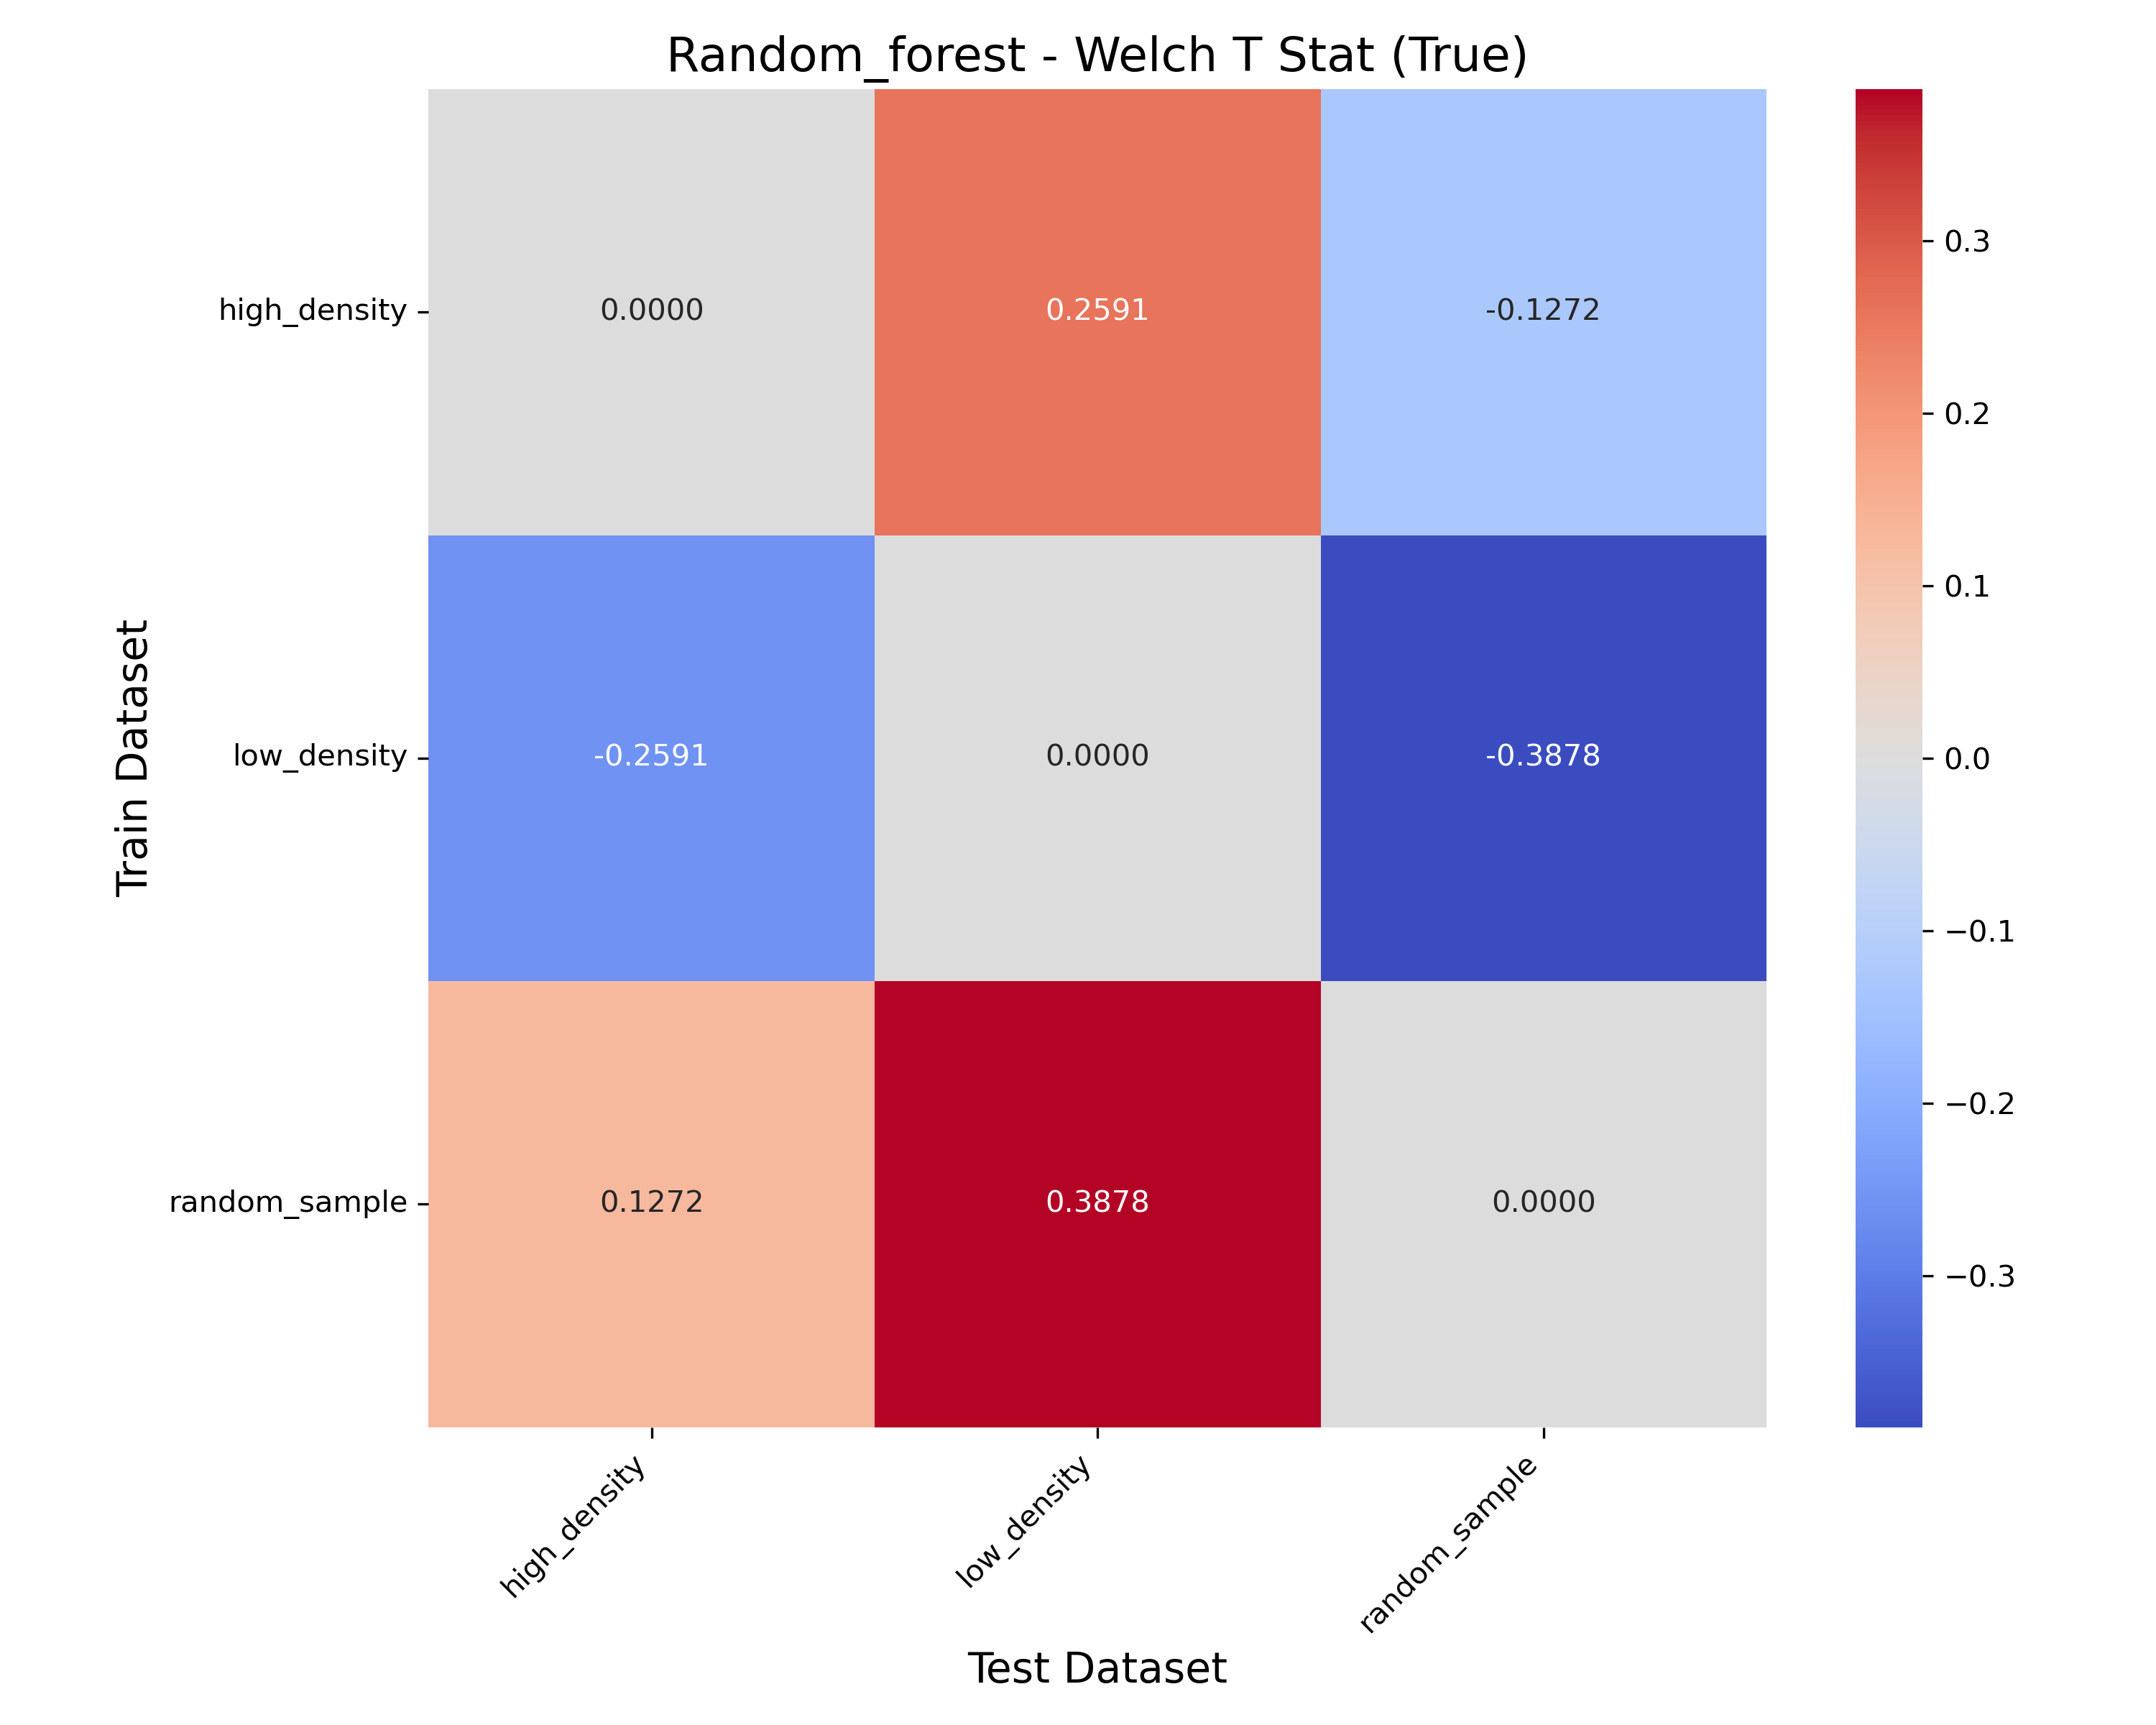 Random_forest - Welch T Stat (True)
Train Dataset
high_density
low_density
random_sample
0.0000 0.2591 -0.1272
-0.2591 0.0000 -0.3878
0.1272 0.3878 0.0000
high_density low_density random_sample
Test Dataset
0.3
0.2
0.1
0.0
−0.1
−0.2
−0.3